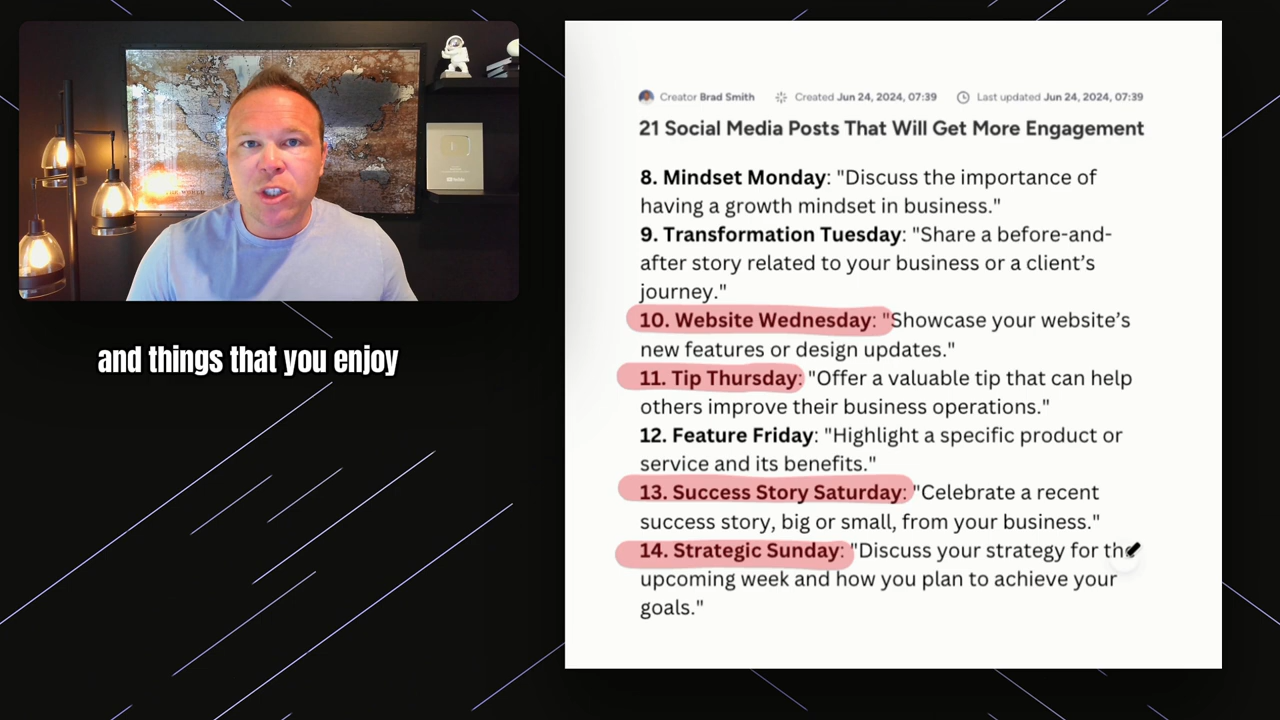 and things that you enjoy
Creator Brad Smith Created Jun 24, 2024, 07:39 Last updated Jun 24, 2024, 07:39
21 Social Media Posts That Will Get More Engagement
8. Mindset Monday: "Discuss the importance of
having a growth mindset in business."
9. Transformation Tuesday: "Share a before-and-
after story related to your business or a client’s
journey."
10. Website Wednesday: "Showcase your website’s
new features or design updates."
11. Tip Thursday: "Offer a valuable tip that can help
others improve their business operations."
12. Feature Friday: "Highlight a specific product or
service and its benefits."
13. Success Story Saturday: "Celebrate a recent
success story, big or small, from your business."
14. Strategic Sunday: "Discuss your strategy for the
upcoming week and how you plan to achieve your
goals."